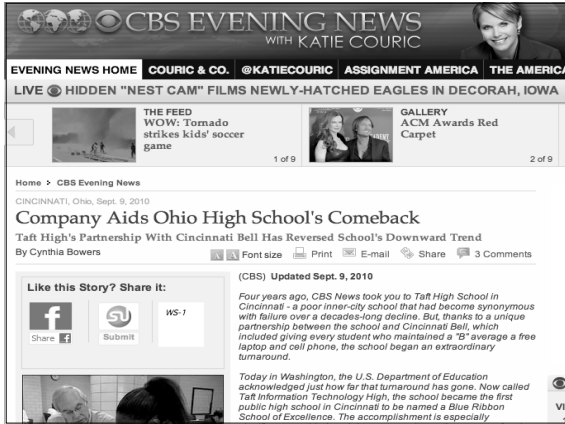 CBS EVENING NEWS
WITH KATIE COURIC
EVENING NEWS HOME COURIC & CO. @KATIECOURIC ASSIGNMENT AMERICA THE AMERICA
LIVE HIDDEN "NEST CAM" FILMS NEWLY-HATCHED EAGLES IN DECORAH, IOWA
THE FEED
WOW: Tornado
strikes kids' soccer
game
1 of 9
GALLERY
ACM Awards Red
Carpet
2 of 9
Home > CBS Evening News
CINCINNATI, Ohio, Sept. 9, 2010
Company Aids Ohio High School's Comeback
Taft High's Partnership With Cincinnati Bell Has Reversed School's Downward Trend
By Cynthia Bowers
A A Font size Print E-mail Share 3 Comments
Like this Story? Share it:
f
Share f
su
Submit
WS-1
(CBS) Updated Sept. 9, 2010
Four years ago, CBS News took you to Taft High School in
Cincinnati - a poor inner-city school that had become synonymous
with failure over a decades-long decline. But, thanks to a unique
partnership between the school and Cincinnati Bell, which
included giving every student who maintained a "B" average a free
laptop and cell phone, the school began an extraordinary
turnaround.
Today in Washington, the U.S. Department of Education
acknowledged just how far that turnaround has gone. Now called
Taft Information Technology High, the school became the first
public high school in Cincinnati to be named a Blue Ribbon
School of Excellence. The accomplishment is especially
VI